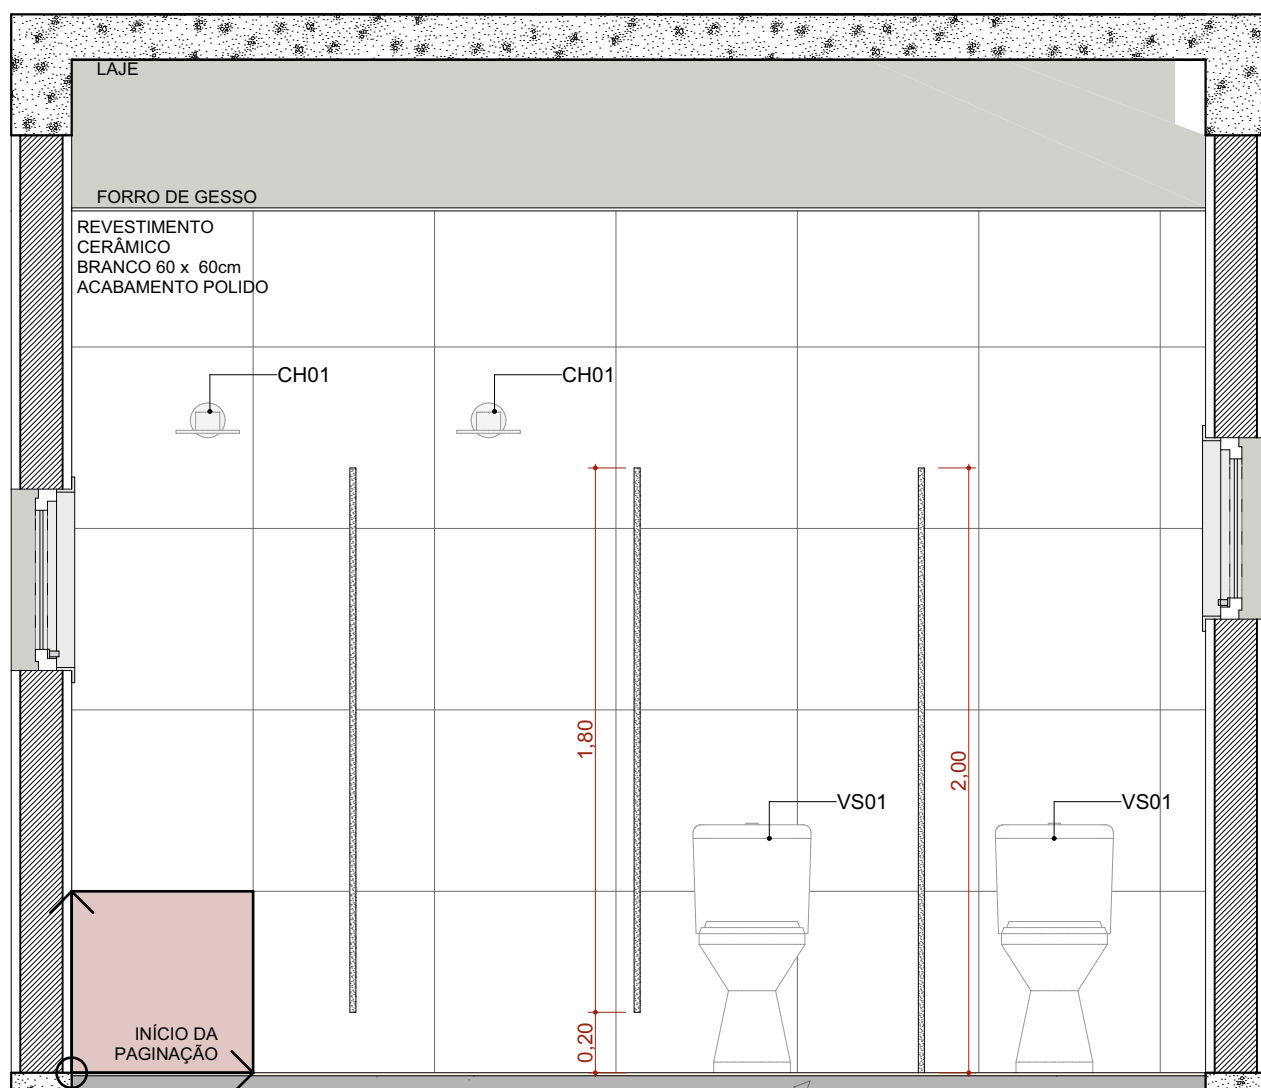 LAJE
FORRO DE GESSO
REVESTIMENTO
CERÂMICO
BRANCO 60 x 60cm
ACABAMENTO POLIDO
CH01
CH01
1,80
2,00
VS01
VS01
INÍCIO DA
PAGINAÇÃO
0,20